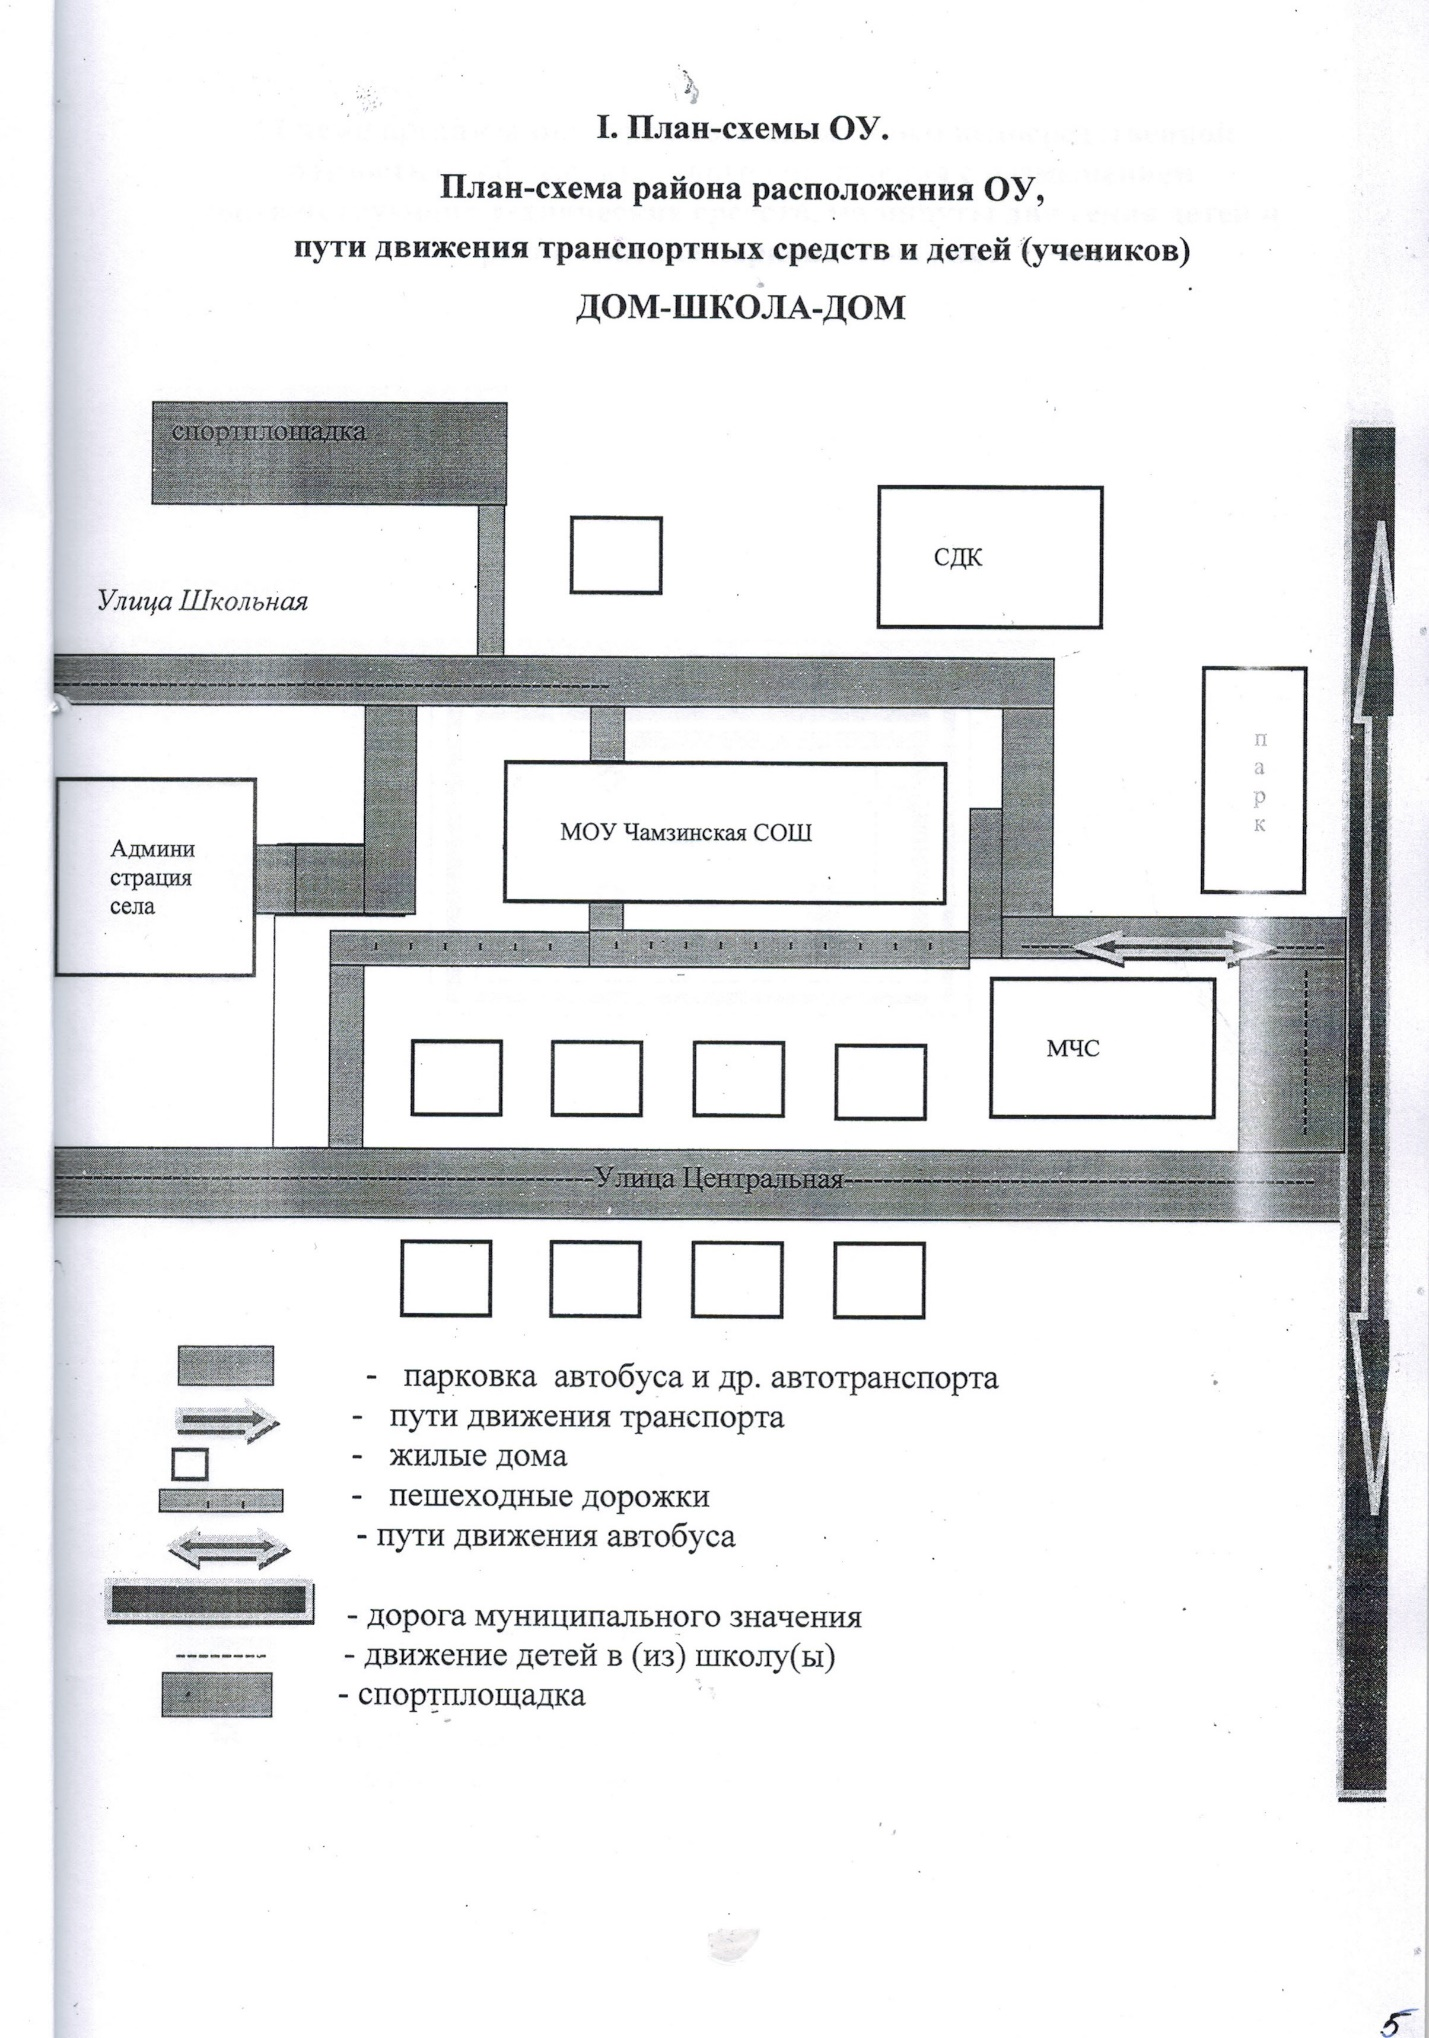 I. План-схемы ОУ.
План-схема района расположения ОУ,
пути движения транспортных средств и детей (учеников)
ДОМ-ШКОЛА-ДОМ
спортплощадка
СДК
Улица Школьная
п
а
р
к
МОУ Чамзинская СОШ
Админи
страция
села
МЧС
Улица Центральная
- парковка автобуса и др. автотранспорта
- пути движения транспорта
- жилые дома
- пешеходные дорожки
- пути движения автобуса
- дорога муниципального значения
- движение детей в (из) школу(ы)
- спортплощадка
5